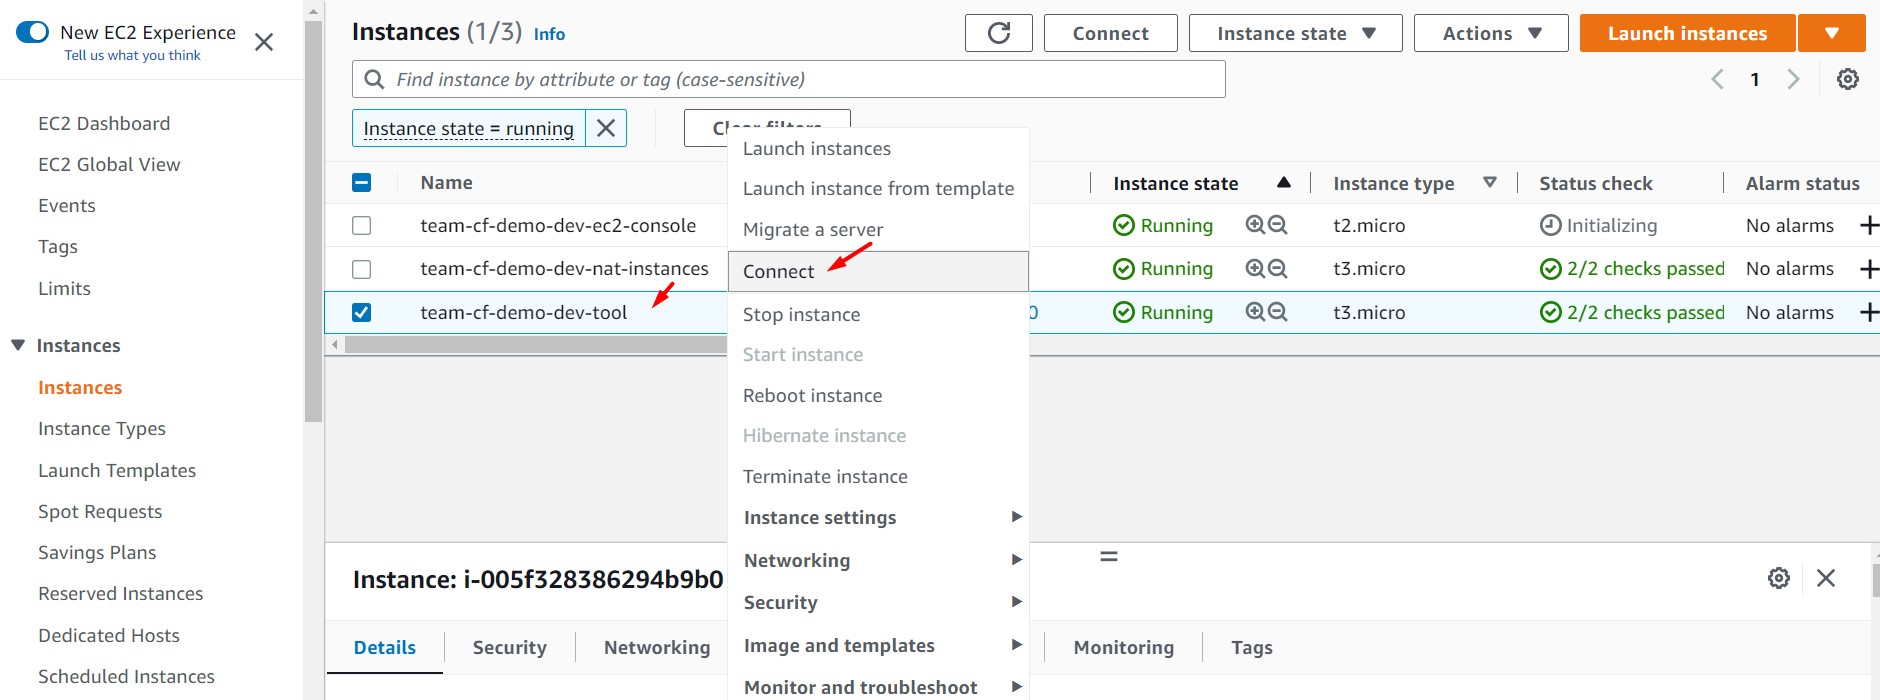 New EC2 Experience
Tell us what you think
EC2 Dashboard
EC2 Global View
Events
Tags
Limits
Instances
Instances
Instance Types
Launch Templates
Spot Requests
Savings Plans
Reserved Instances
Dedicated Hosts
Scheduled Instances
Instances (1/3) Info
Connect
Instance state
Actions
Launch instances
Find instance by attribute or tag (case-sensitive)
1
Instance state = running
Clear filters
Name Instance state Instance type Status check Alarm status
team-cf-demo-dev-ec2-console Running t2.micro Initializing No alarms
team-cf-demo-dev-nat-instances Running t3.micro 2/2 checks passed No alarms
team-cf-demo-dev-tool 0 Running t3.micro 2/2 checks passed No alarms
Launch instances
Launch instance from template
Migrate a server
Connect
Stop instance
Start instance
Reboot instance
Hibernate instance
Terminate instance
Instance settings
Networking
Security
Image and templates
Monitor and troubleshoot
Instance: i-005f328386294b9b0
Details Security Networking Monitoring Tags